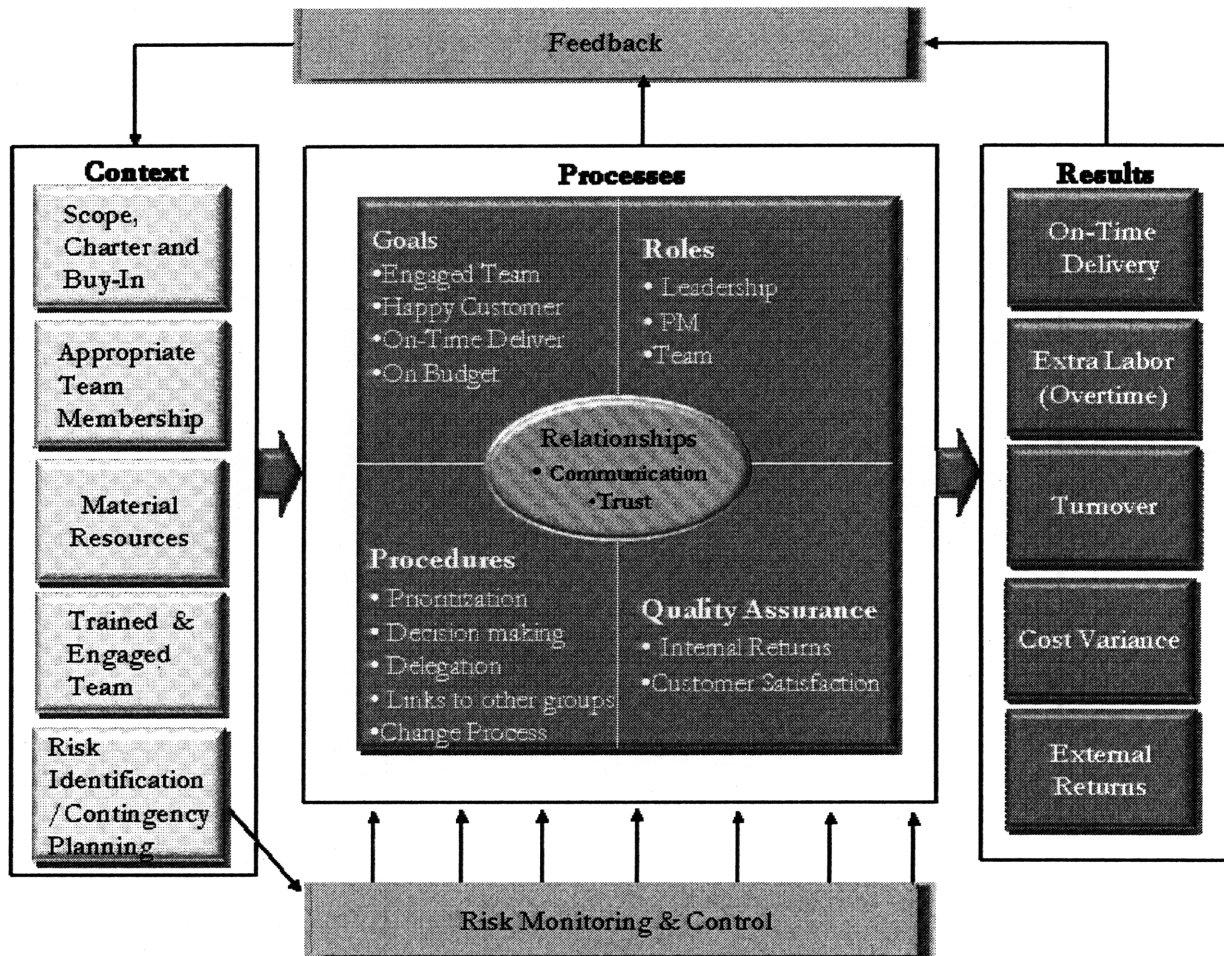 Feedback
Context
Scope,
Charter and
Buy-In
Appropriate
Team
Membership
Material
Resources
Trained & 
Engaged
Team
Risk
Identification
/Contingency
Planning
Processes
Goals
•Engaged Team
•Happy Customer
•On-Time Deliver
•On Budget
Roles
• Leadership
• PM
•Team
Relationships
• Communication
•Trust
Procedures
• Prioritization
• Decision making
• Delegation
• Links to other groups
•Change Process
Quality Assurance
• Internal Returns
•Customer Satisfaction
Results
On-Time
Delivery
Extra Labor
(Overtime)
Turnover
Cost Variance
External
Returns
Risk Monitoring & Control